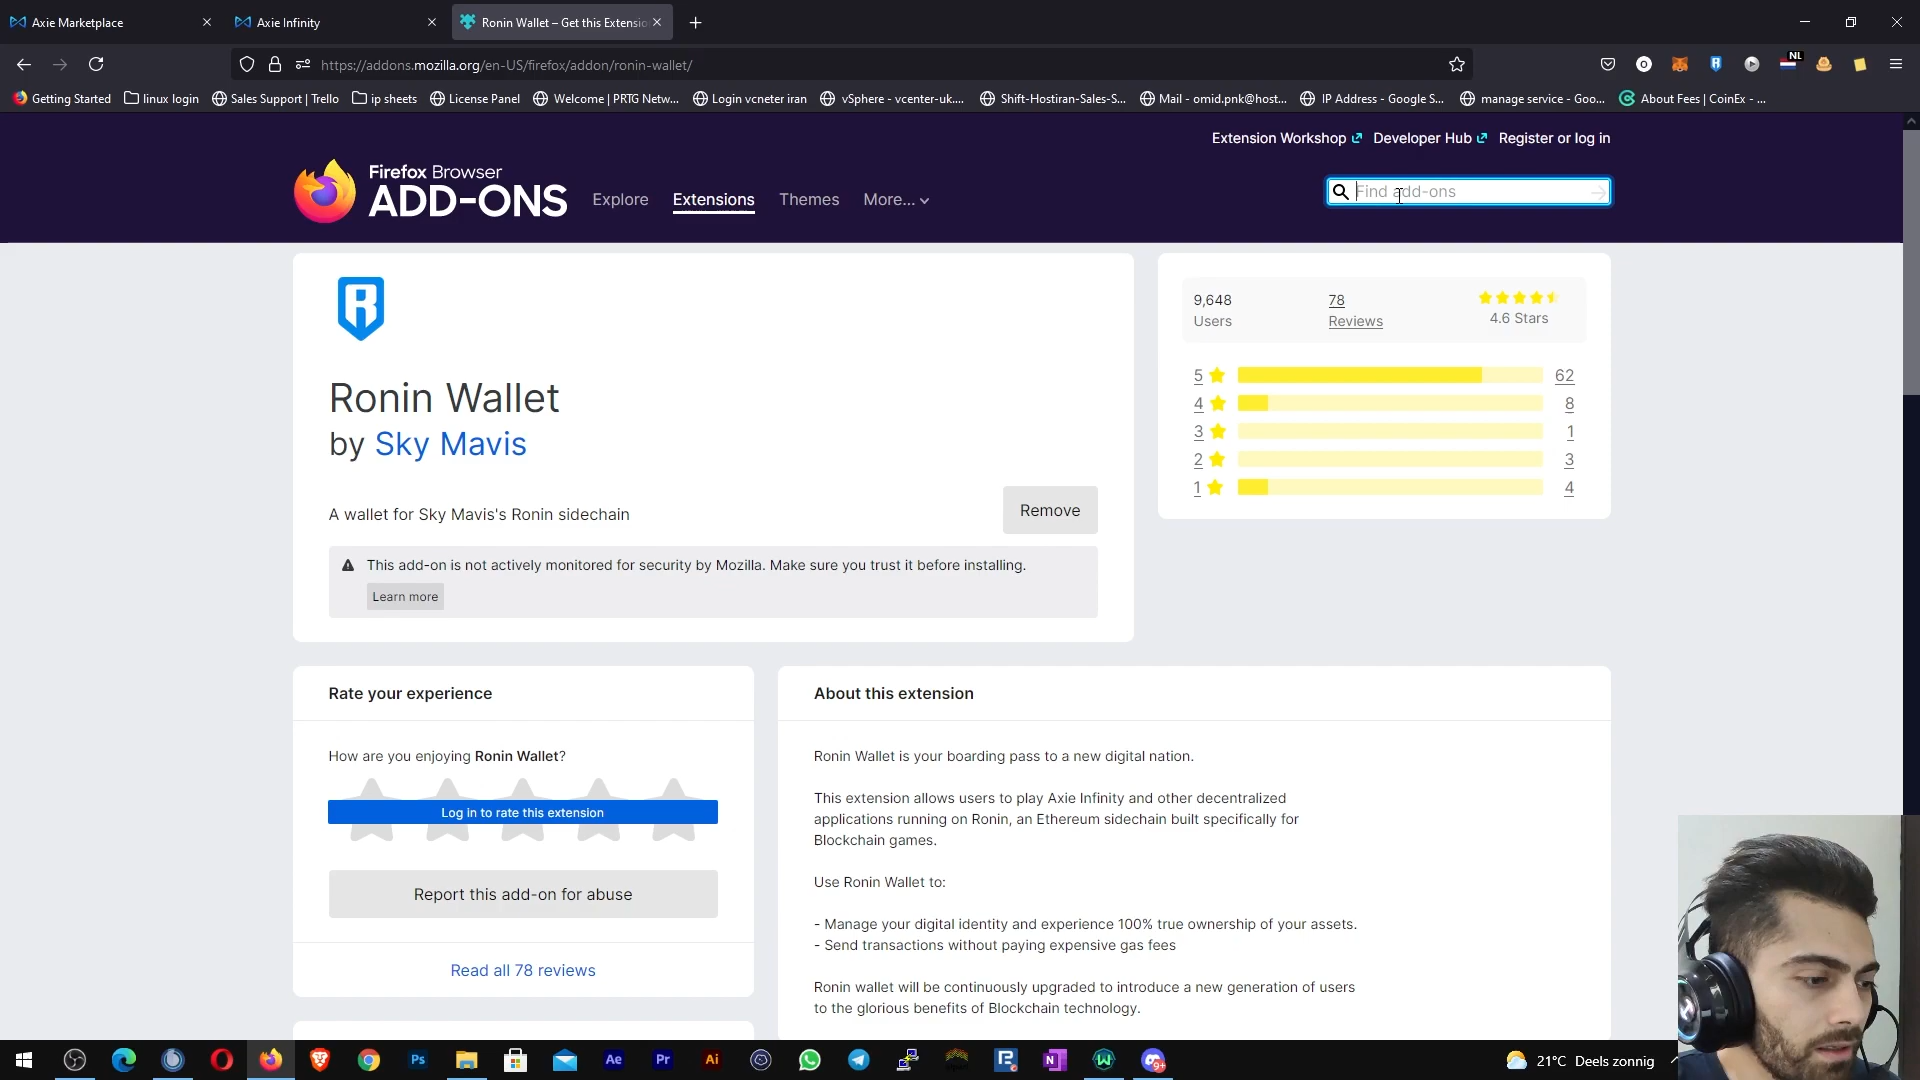 Axie Marketplace
Axie Infinity
Ronin Wallet – Get this Extensio
https://addons.mozilla.org/en-US/firefox/addon/ronin-wallet/
NL
Getting Started
linux login
Sales Support | Trello
ip sheets
License Panel
Welcome | PRTG Netw...
Login vcneter iran
vSphere - vcenter-uk....
Shift-Hostiran-Sales-S...
Mail - omid.pnk@host...
IP Address - Google S...
manage service - Goo...
About Fees | CoinEx - ...
Extension Workshop
Developer Hub
Register or log in
Firefox Browser
ADD-ONS
Explore
Extensions
Themes
More...
Find add-ons
Ronin Wallet
by Sky Mavis
A wallet for Sky Mavis's Ronin sidechain
Remove
This add-on is not actively monitored for security by Mozilla. Make sure you trust it before installing.
Learn more
9,648
Users
78
Reviews
4.6 Stars
5 62
4 8
3 1
2 3
1 4
Rate your experience
How are you enjoying Ronin Wallet?
Log in to rate this extension
Report this add-on for abuse
Read all 78 reviews
About this extension
Ronin Wallet is your boarding pass to a new digital nation.
This extension allows users to play Axie Infinity and other decentralized
applications running on Ronin, an Ethereum sidechain built specifically for
Blockchain games.
Use Ronin Wallet to:
- Manage your digital identity and experience 100% true ownership of your assets.
- Send transactions without paying expensive gas fees
Ronin wallet will be continuously upgraded to introduce a new generation of users
to the glorious benefits of Blockchain technology.
Ps
Ae
Pr
Ai
9+
21°C Deels zonnig